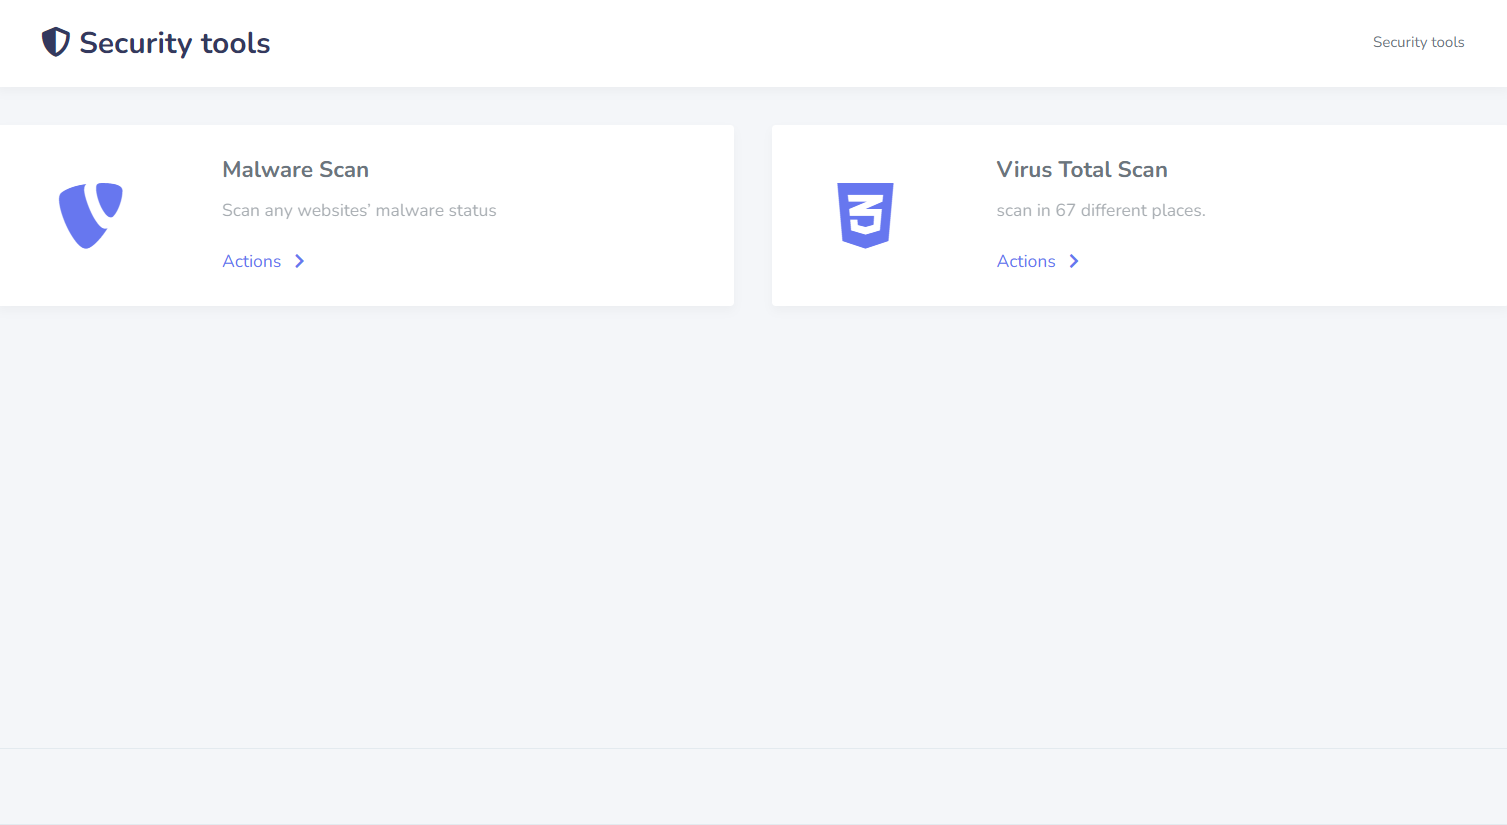 Security tools
Security tools
Malware Scan
Scan any websites’ malware status
Actions
Virus Total Scan
scan in 67 different places.
Actions